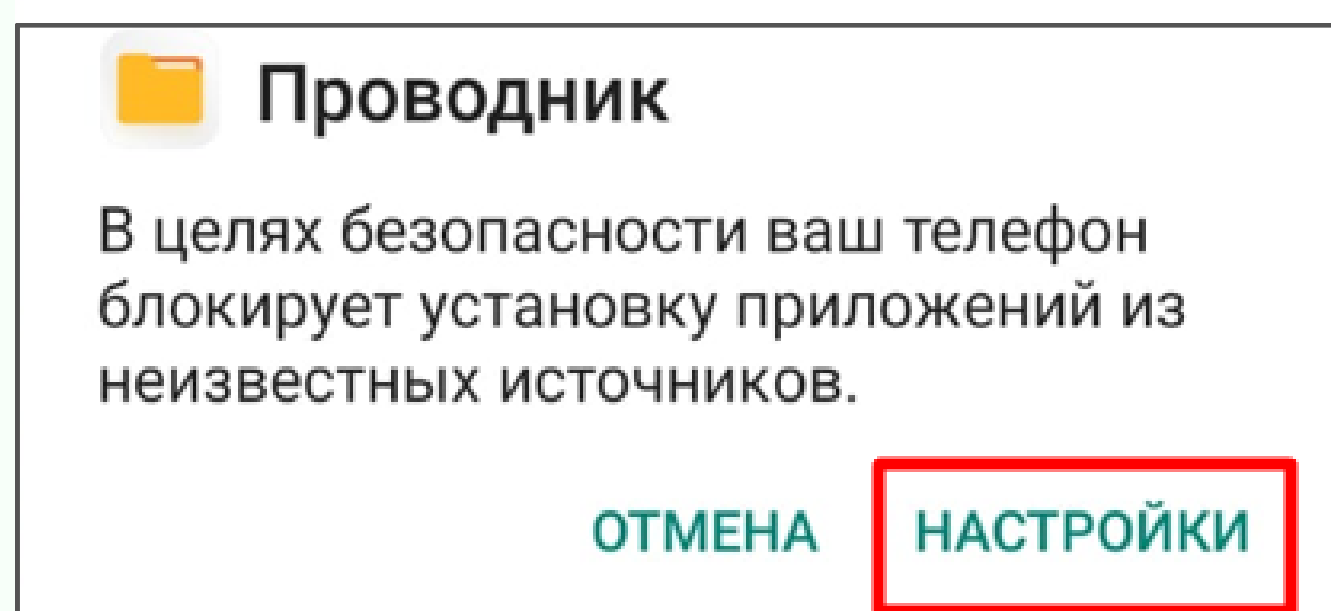 Проводник
В целях безопасности ваш телефон
блокирует установку приложений из
неизвестных источников.
ОТМЕНА НАСТРОЙКИ